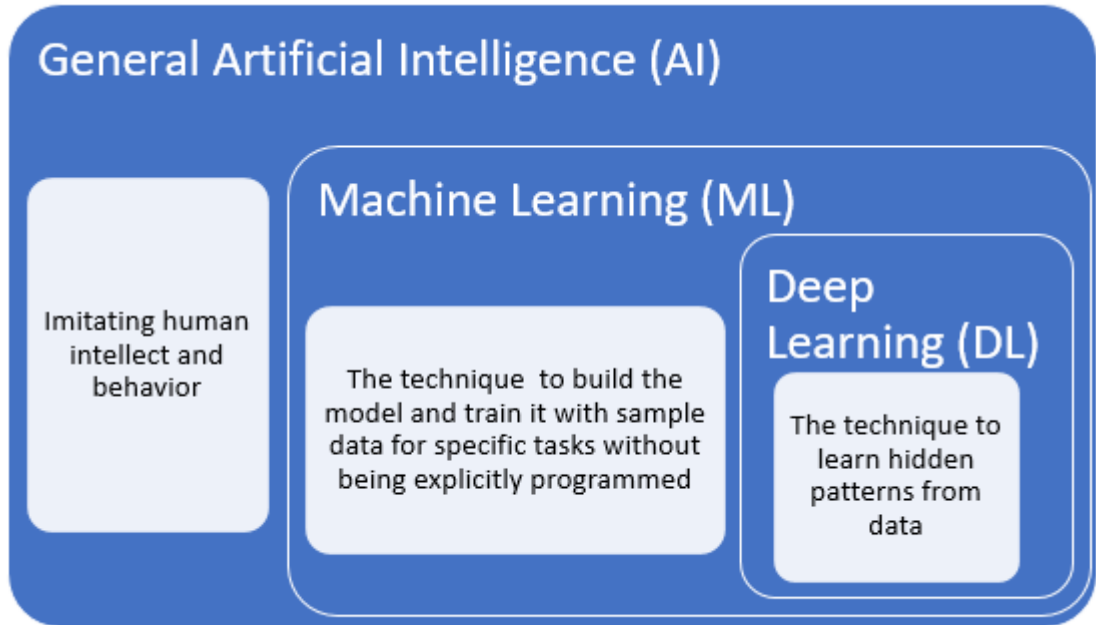 General Artificial Intelligence (AI)
Imitating human
intellect and
behavior
Machine Learning (ML)
The technique  to build the
model and train it with sample
data for specific tasks without
being explicitly programmed
Deep
Learning (DL)
The technique to
learn hidden
patterns from
data